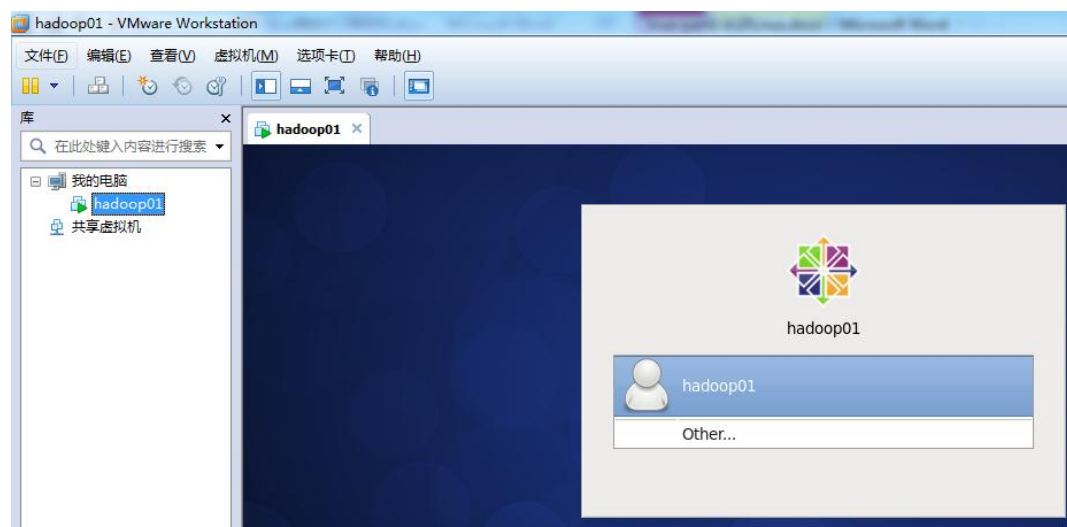 hadoop01 - VMware Workstation
文件(F) 编辑(E) 查看(V) 虚拟机(M) 选项卡(T) 帮助(H)
库
在此处键入内容进行搜索
我的电脑
hadoop01
共享虚拟机
hadoop01
hadoop01
hadoop01
Other...